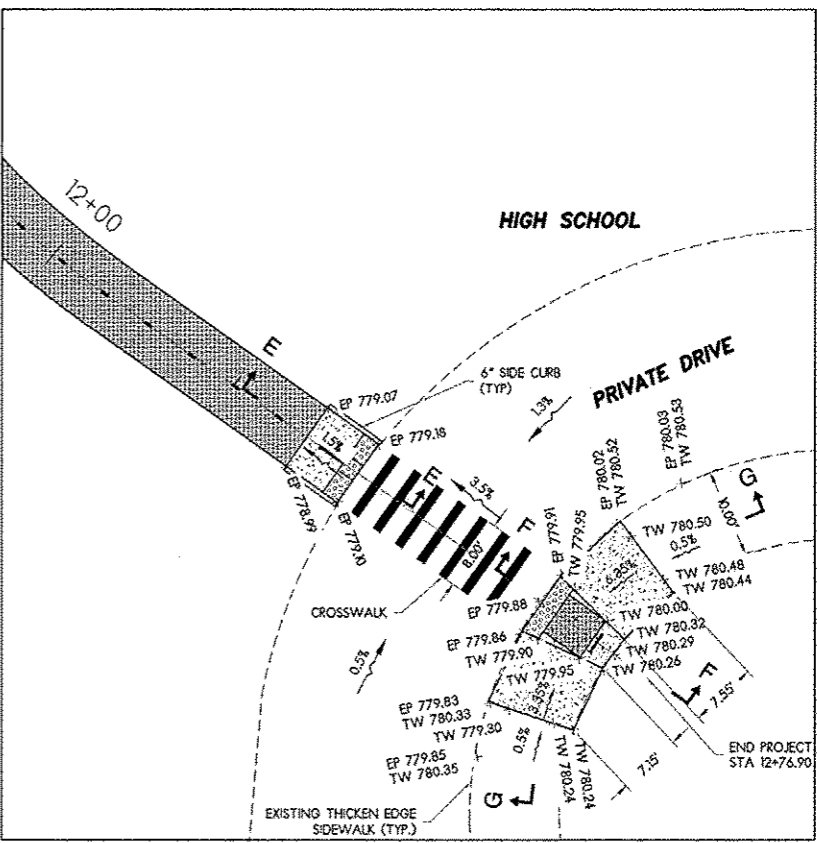 12+00
HIGH SCHOOL
E
PRIVATE DRIVE
6" SIDE CURB
(TYP)
EP 779.07
1.3%
EP 779.18
1.5%
EP 780.03
TW 780.53
EP 780.02
TW 780.52
G
10.00'
E
3.5%
F
EP 779.91
TW 779.95
TW 780.50
0.5%
EP 778.99
EP 779.10
8.00'
6.85%
TW 780.48
TW 780.44
CROSSWALK
EP 779.88
TW 780.00
TW 780.32
TW 780.29
TW 780.26
EP 779.86
TW 779.90
0.5%
TW 779.95
3.35%
F
7.55'
EP 779.83
TW 780.33
TW 779.30
0.5%
EP 779.85
TW 780.35
TW 780.24
TW 780.24
7.15'
END PROJECT
STA 12+76.90
G
EXISTING THICKEN EDGE
SIDEWALK (TYP.)